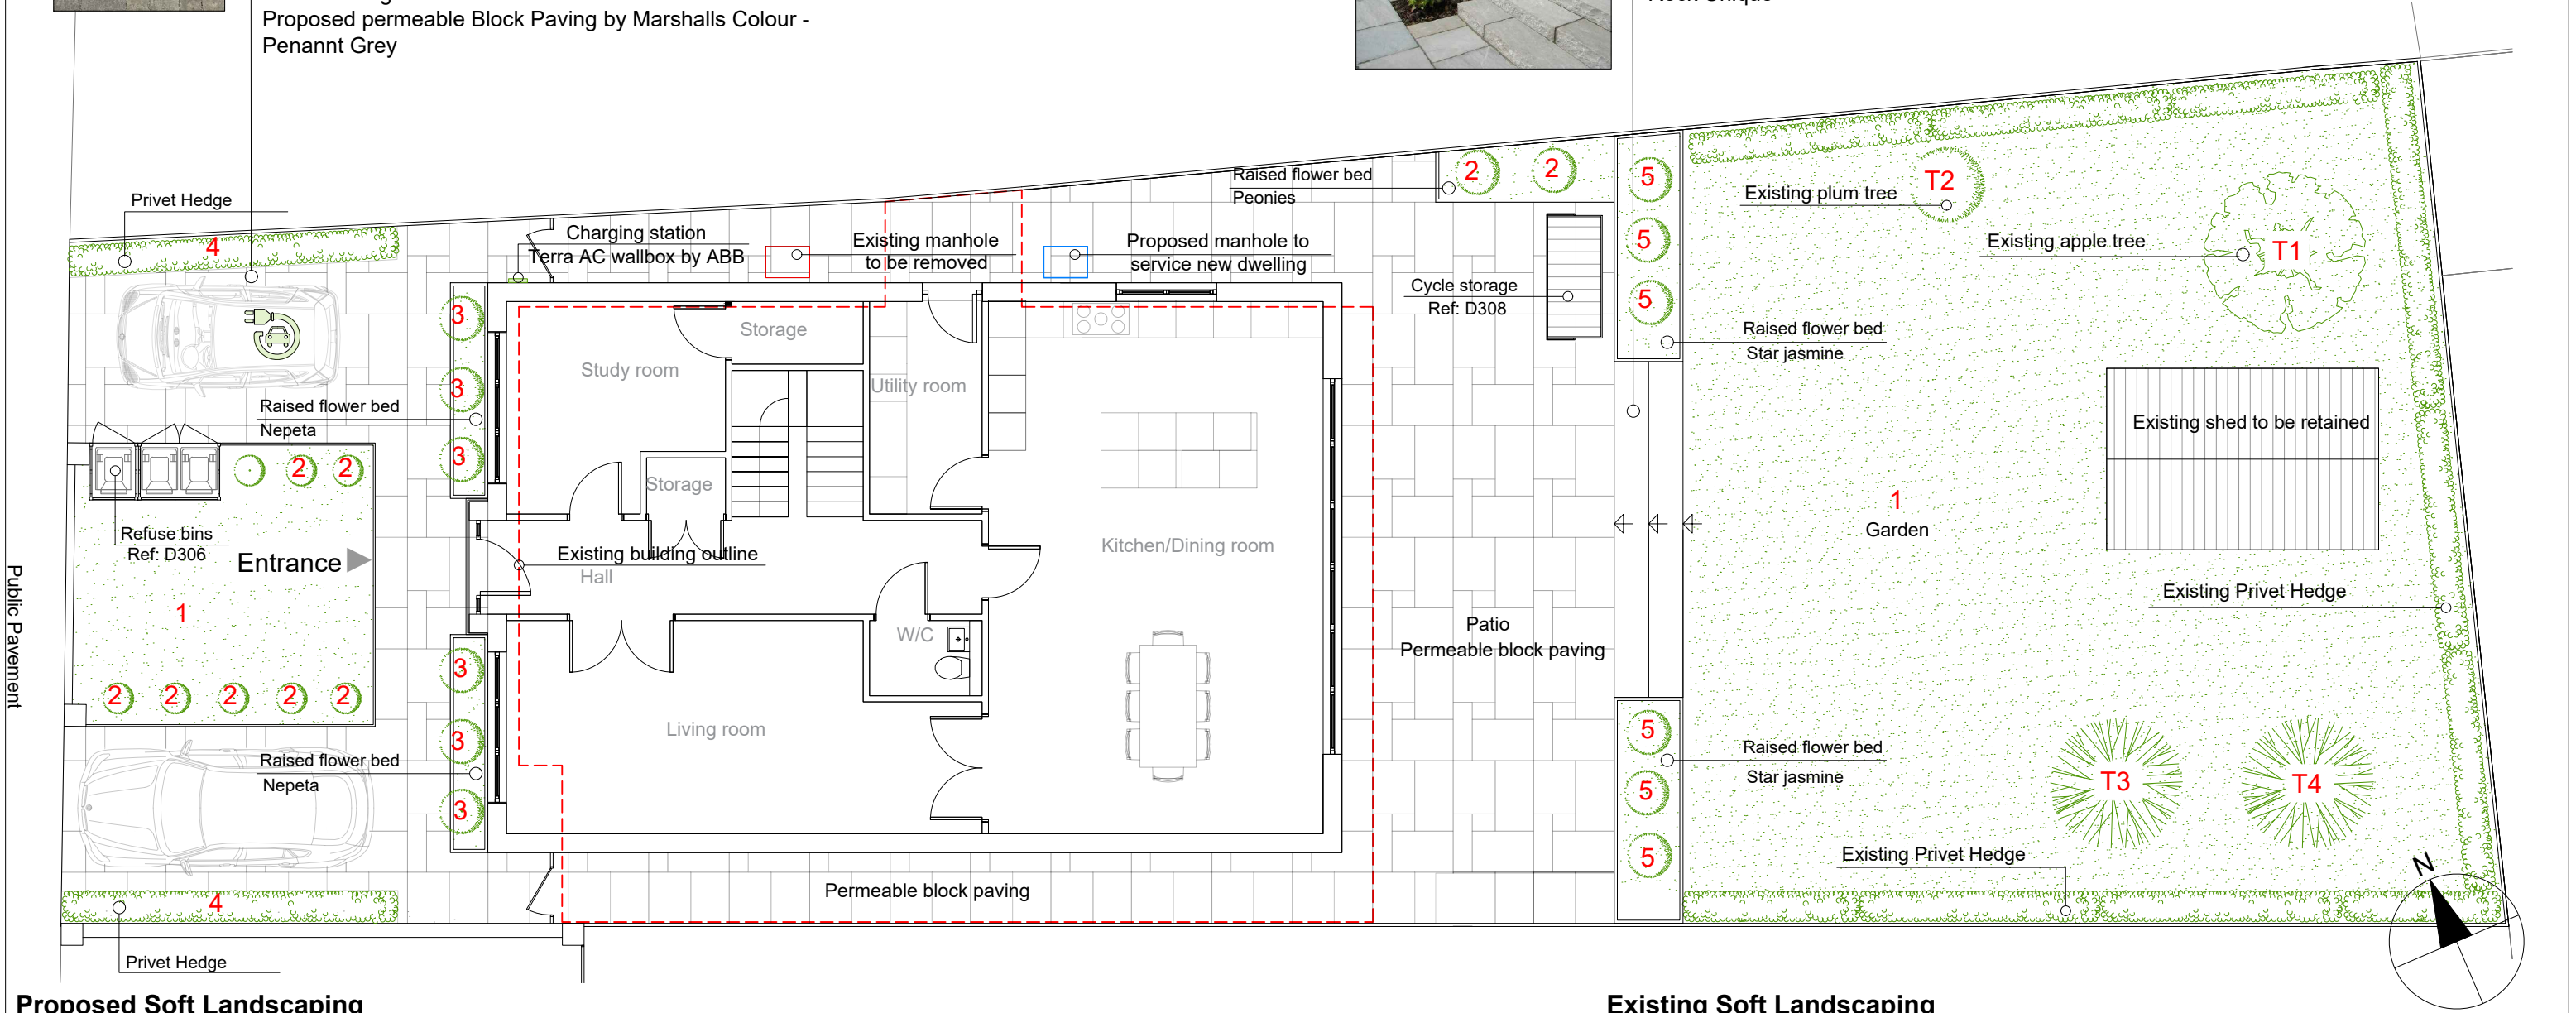 Proposed permeable Block Paving by Marshalls Colour -
Penannt Grey
Privet Hedge
4
Charging station
Terra AC wallbox by ABB
Existing manhole
to be removed
Proposed manhole to
service new dwelling
Raised flower bed
Peonies
2
2
5
5
5
Cycle storage
Ref: D308
Existing plum tree
T2
Existing apple tree
T1
Raised flower bed
Star jasmine
Existing shed to be retained
3
3
3
Raised flower bed
Nepeta
Study room
Storage
Utility room
Storage
2
2
Refuse bins
Ref: D306
Entrance
1
Existing building outline
Hall
Kitchen/Dining room
1
Garden
Existing Privet Hedge
Public Pavement
Patio
Permeable block paving
W/C
2
2
2
2
2
3
3
3
Living room
Raised flower bed
Nepeta
5
5
5
Raised flower bed
Star jasmine
T3
T4
Existing Privet Hedge
N
4
Permeable block paving
Privet Hedge
Proposed Soft Landscaping
Existing Soft Landscaping